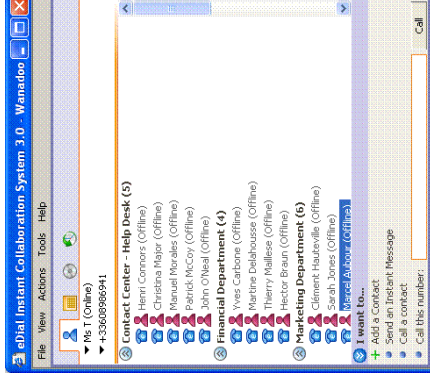 eDial Instant Collaboration System 3.0 - Wanadoo
File View Actions Tools Help
Ms T (Online)
+33608986941
Contact Center - Help Desk (5)
Henri Connors (Offline)
Christina Major (Offline)
Manuel Morales (Offline)
Patrick McCoy (Offline)
John O'Neal (Offline)
Financial Department (4)
Yves Carbone (Offline)
Martine Delahousse (Offline)
Thierry Maillese (Offline)
Hector Braun (Offline)
Marketing Department (6)
Clément Hauteville (Offline)
Sarah Jones (Offline)
Marcel Aubour (Offline)
I want to...
Add a Contact
Send an Instant Message
Call a contact
Call this number: Call